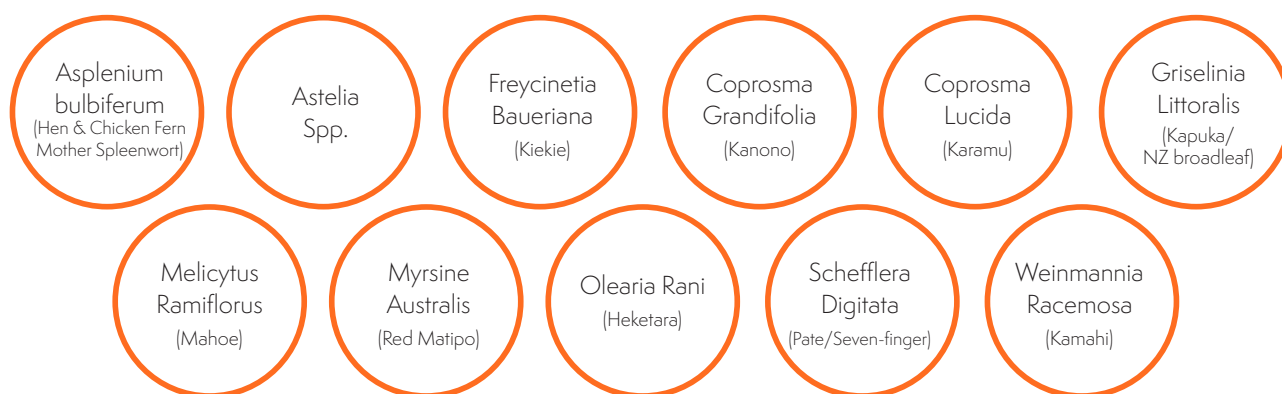 Asplenium
bulbiferum
(Hen & Chicken Fern
Mother Spleenwort)
Astelia
Spp.
Freycinetia
Baueriana
(Kiekie)
Coprosma
Grandifolia
(Kanono)
Coprosma
Lucida
(Karamu)
Griselinia
Littoralis
(Kapuka/
NZ broadleaf)
Melicytus
Ramiflorus
(Mahoe)
Myrsine
Australis
(Red Matipo)
Olearia Rani
(Heketara)
Schefflera
Digitata
(Pate/Seven-finger)
Weinmannia
Racemosa
(Kamahi)